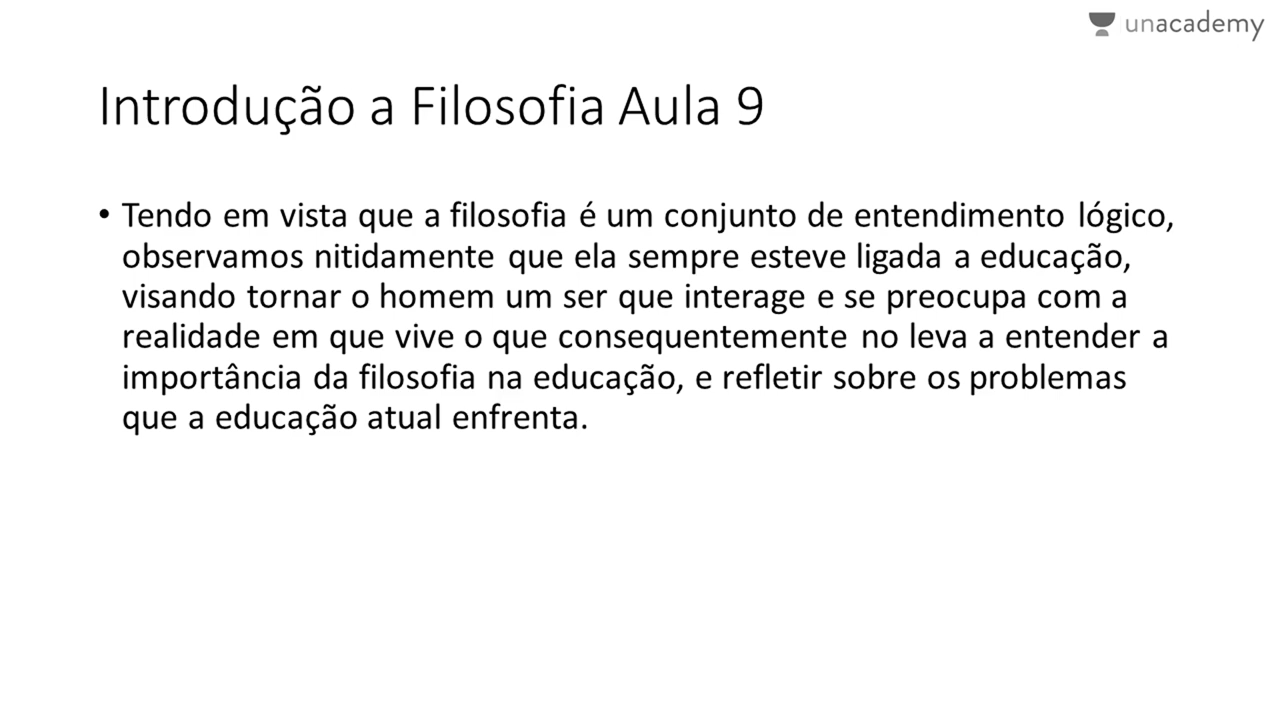 unacademy
Introdução a Filosofia Aula 9
• Tendo em vista que a filosofia é um conjunto de entendimento lógico,
observamos nitidamente que ela sempre esteve ligada a educação,
visando tornar o homem um ser que interage e se preocupa com a
realidade em que vive o que consequentemente no leva a entender a
importância da filosofia na educação, e refletir sobre os problemas
que a educação atual enfrenta.